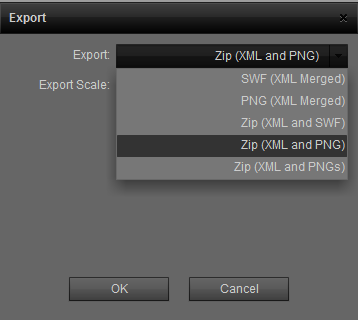 Export
Export: Zip (XML and PNG)
Export Scale: SWF (XML Merged)
PNG (XML Merged)
Zip (XML and SWF)
Zip (XML and PNG)
Zip (XML and PNGs)
OK Cancel